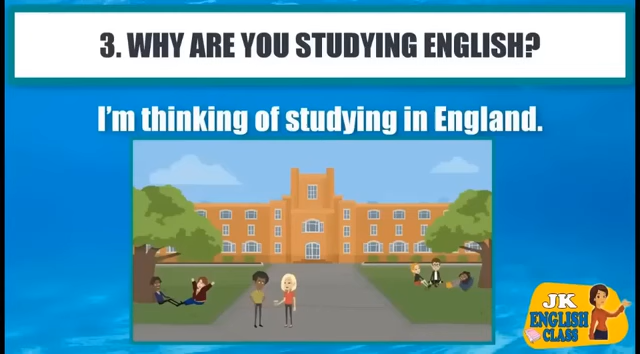 3. WHY ARE YOU STUDYING ENGLISH?
I'm thinking of studying in England.
JK
ENGLISH
CLASS